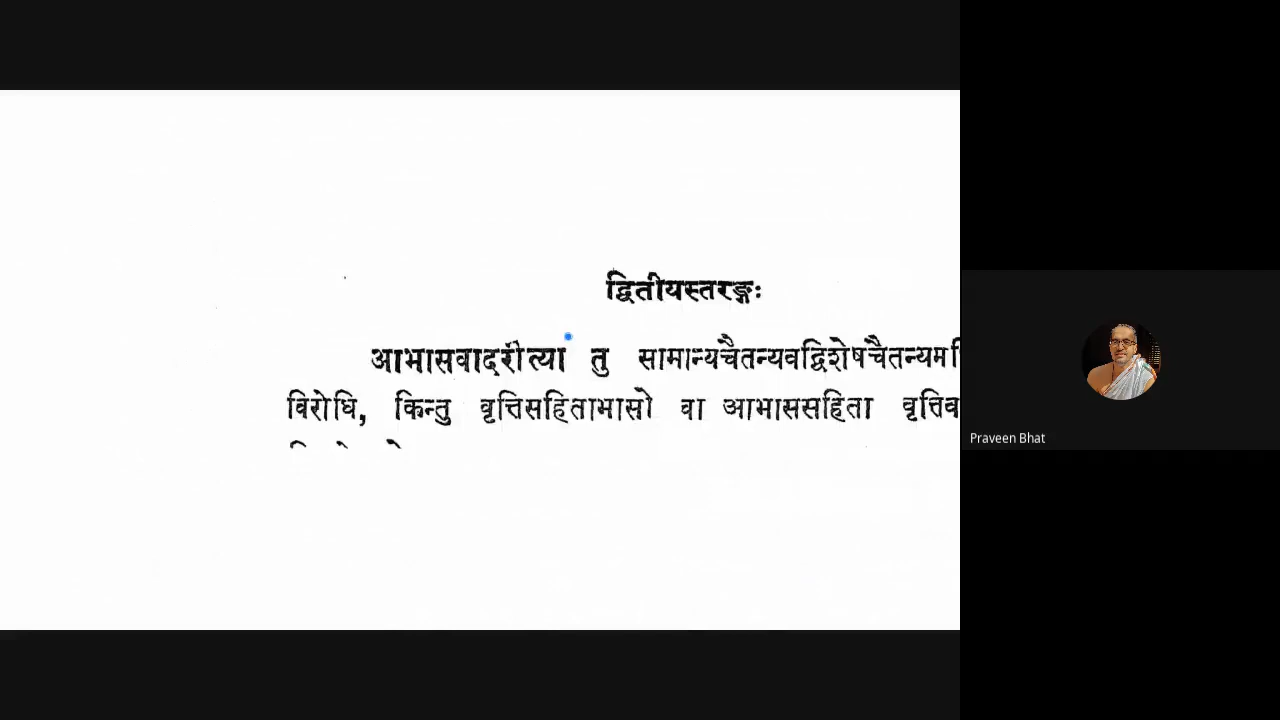 द्वितीयस्तरङ्गः
आभासवादरीत्या तु सामान्यचैतन्यवद्विशेषचैतन्यम
विरोधि, किन्तु वृत्तिसहिताभासो वा आभाससहिता वृत्तिव
Praveen Bhat